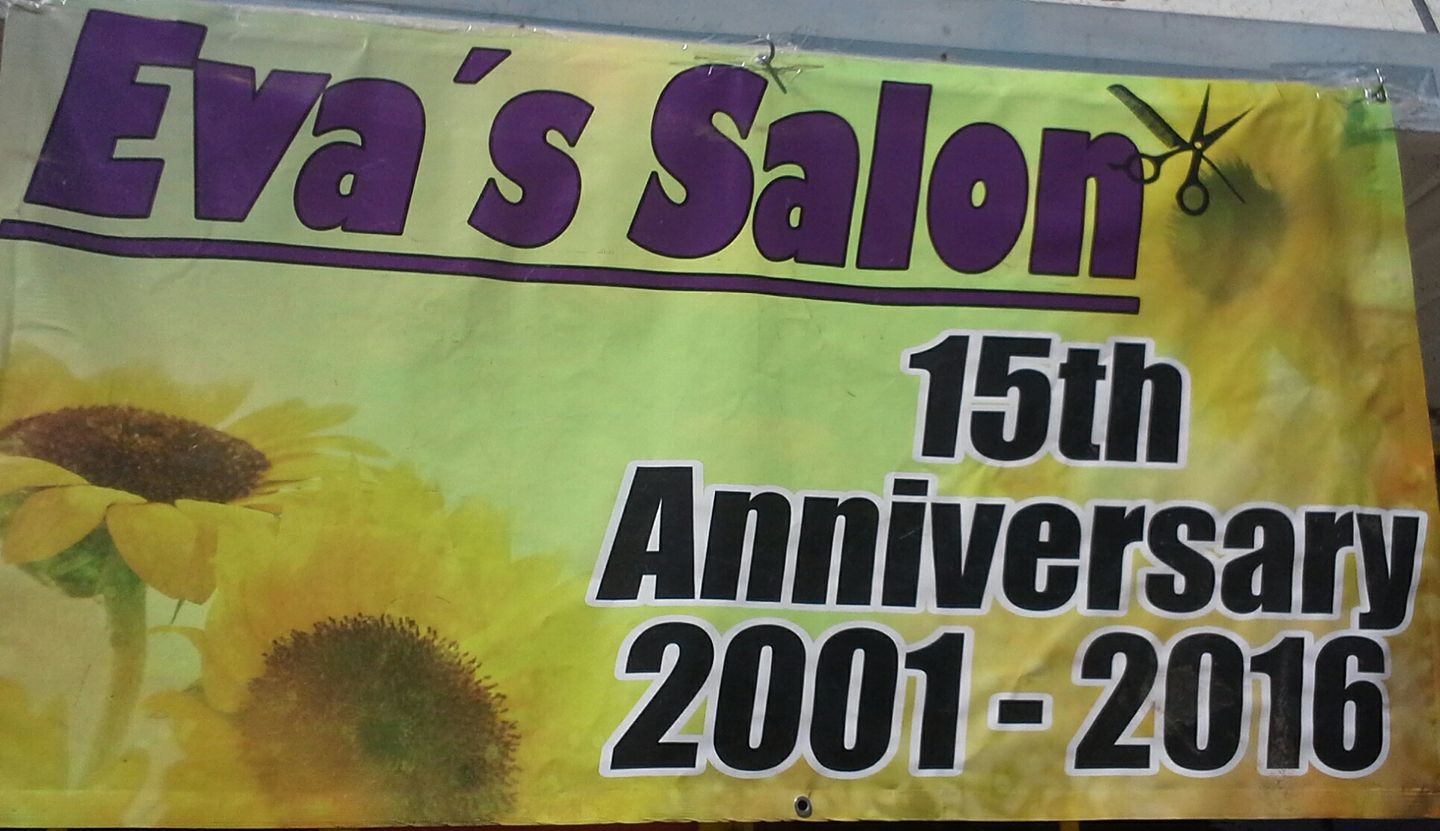 Eva´s Salon
15th
Anniversary
2001 - 2016